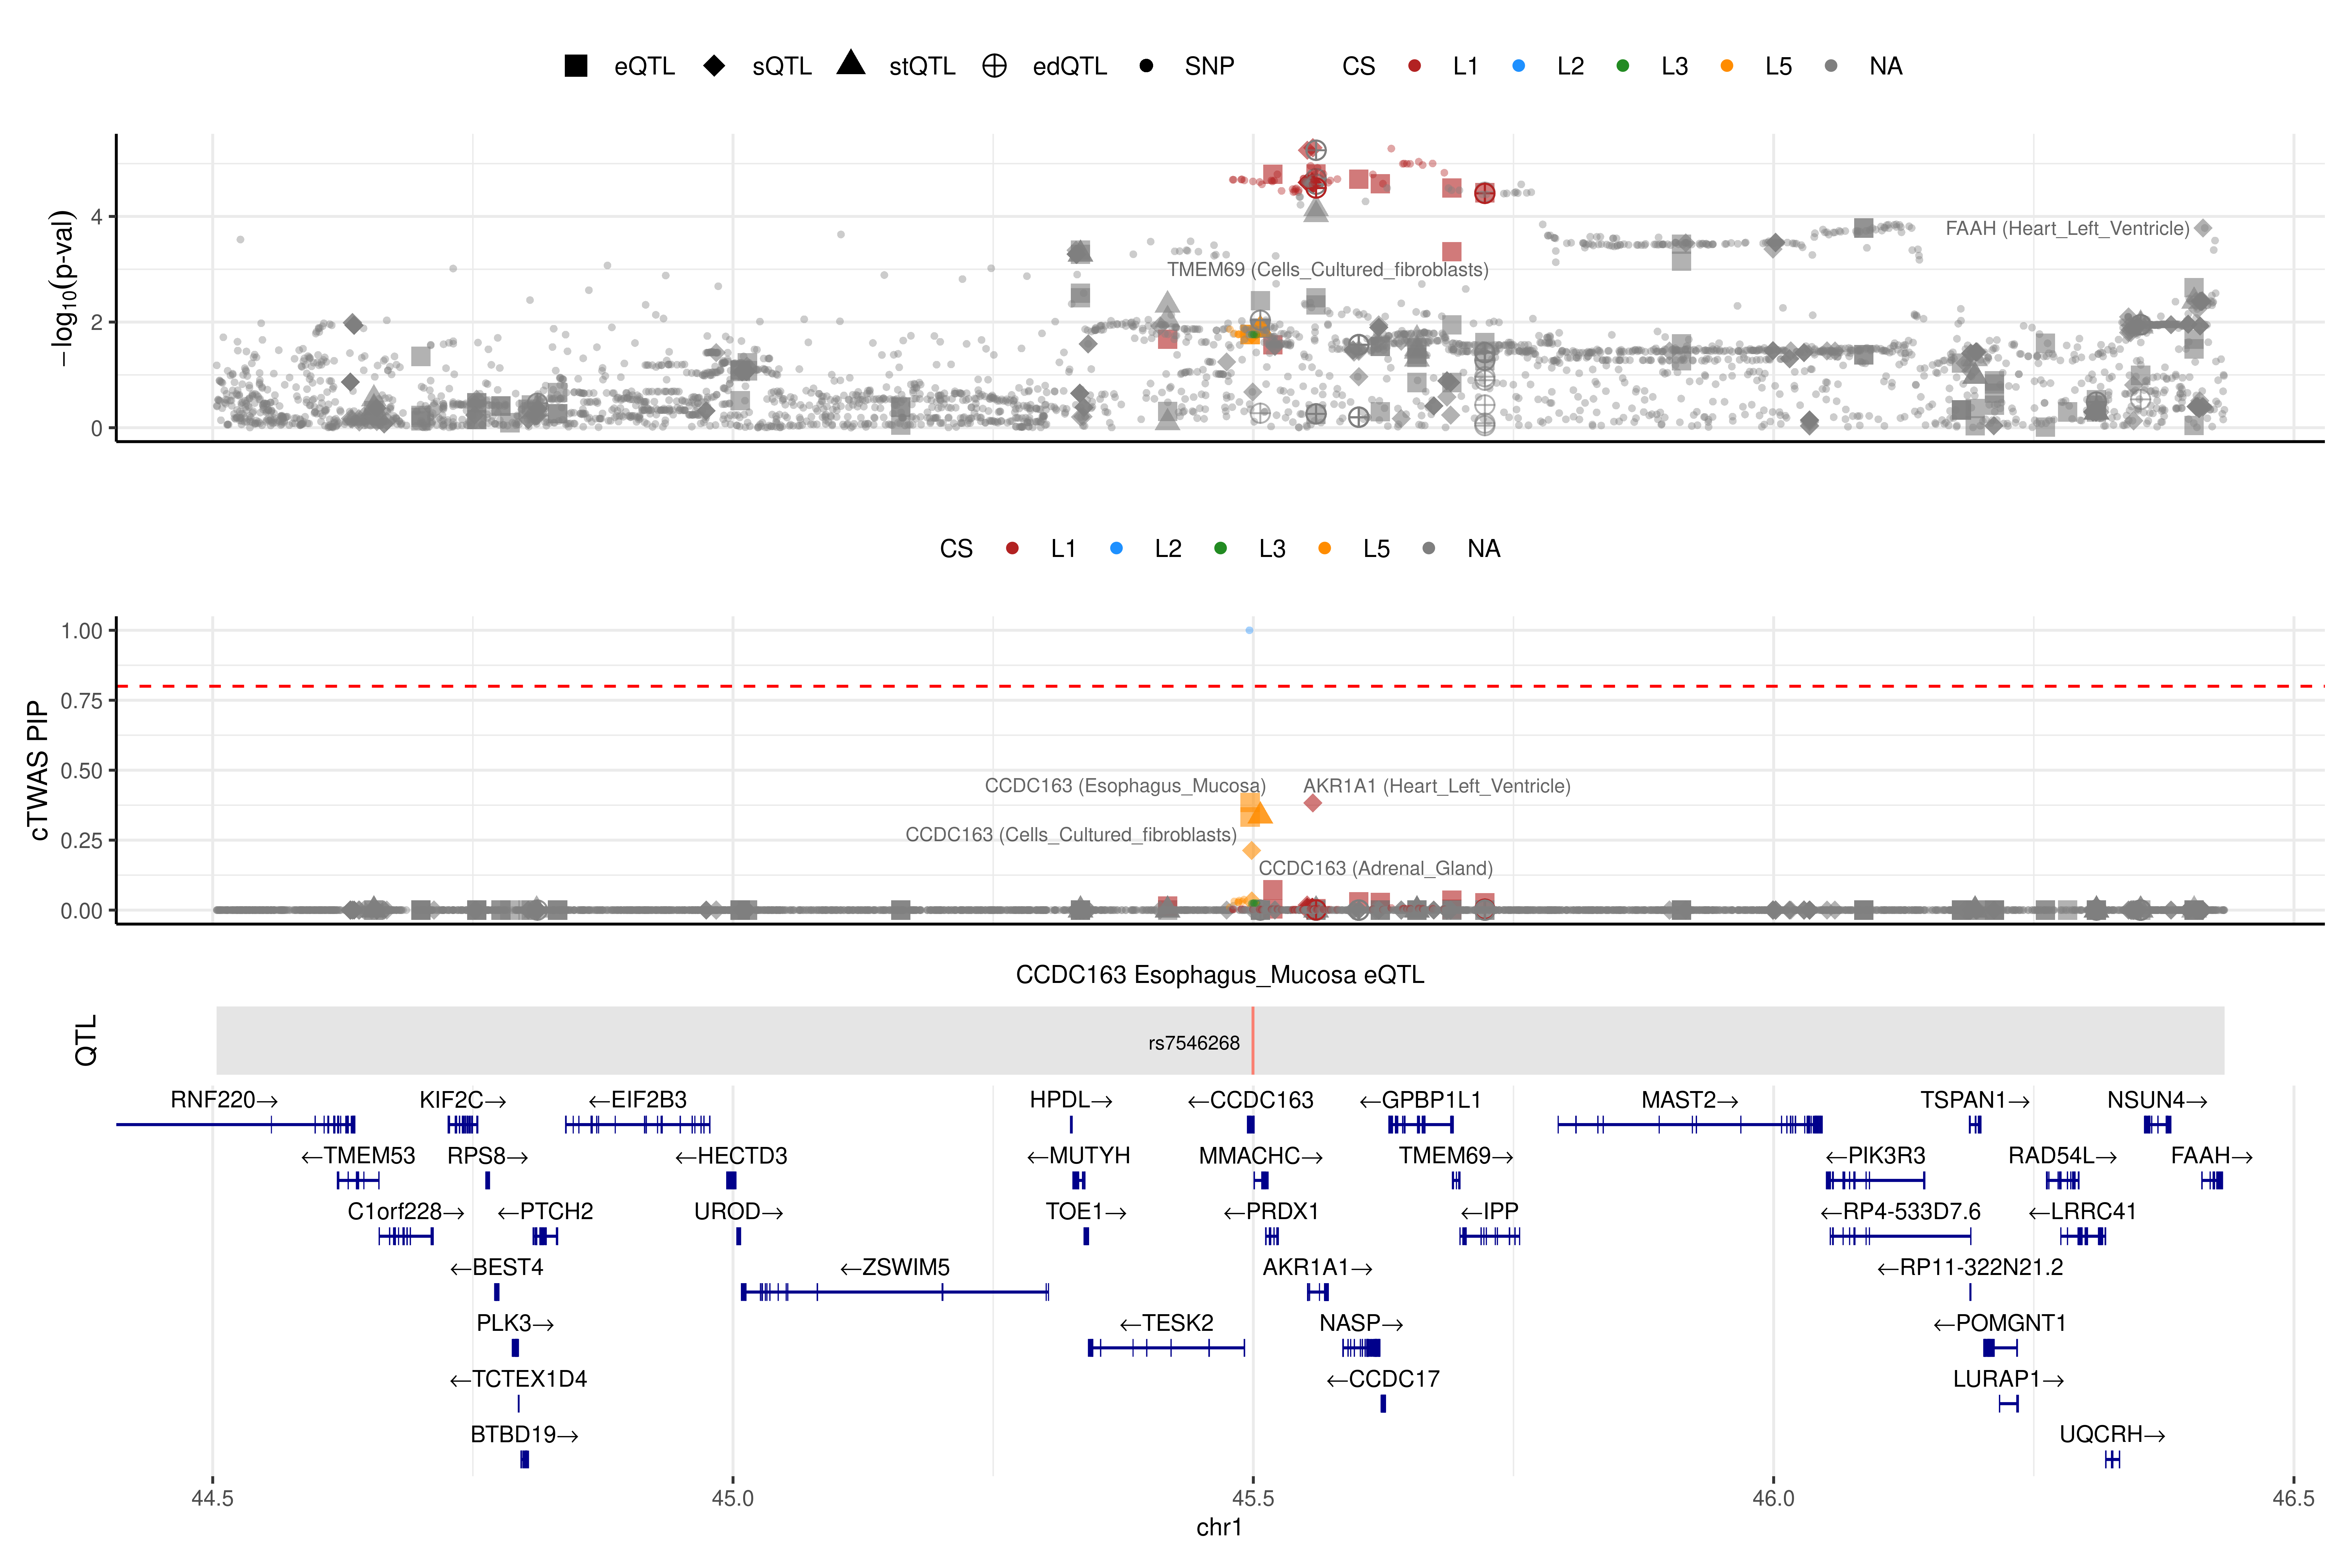 eQTL sQTL stQTL edQTL SNP CS L1 L2 L3 L5 NA
−log10(p-val)
4
2
0
FAAH (Heart_Left_Ventricle)
TMEM69 (Cells_Cultured_fibroblasts)
CS L1 L2 L3 L5 NA
cTWAS PIP
1.00
0.75
0.50
0.25
0.00
CCDC163 (Esophagus_Mucosa) AKR1A1 (Heart_Left_Ventricle)
CCDC163 (Cells_Cultured_fibroblasts)
CCDC163 (Adrenal_Gland)
CCDC163 Esophagus_Mucosa eQTL
QTL
rs7546268
RNF220→ KIF2C→ ←EIF2B3 HPDL→ ←CCDC163 ←GPBP1L1 MAST2→ TSPAN1→ NSUN4→
←TMEM53 RPS8→ ←HECTD3 ←MUTYH MMACHC→ TMEM69→ ←PIK3R3 RAD54L→ FAAH→
C1orf228→ ←PTCH2 UROD→ TOE1→ ←PRDX1 ←IPP ←RP4-533D7.6 ←LRRC41
←BEST4 ←ZSWIM5 AKR1A1→ ←RP11-322N21.2
PLK3→ ←TESK2 NASP→ ←POMGNT1
←TCTEX1D4 ←CCDC17 LURAP1→
BTBD19→ UQCRH→
44.5 45.0 45.5 46.0 46.5
chr1